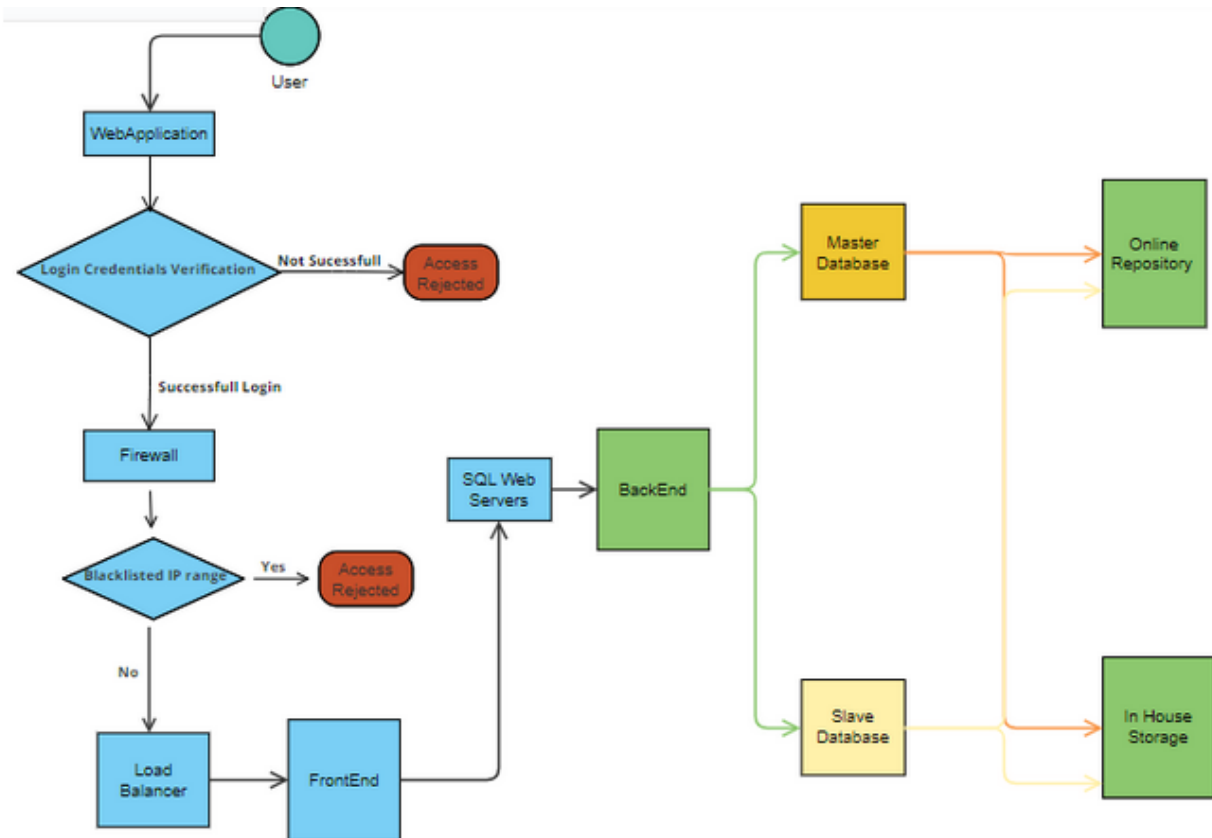 User
WebApplication
Login Credentials Verification
Not Sucessfull
Access
Rejected
Successfull Login
Firewall
Blacklisted IP range
Yes
Access
Rejected
No
Load
Balancer
FrontEnd
SQL Web
Servers
BackEnd
Master
Database
Slave
Database
Online
Repository
In House
Storage